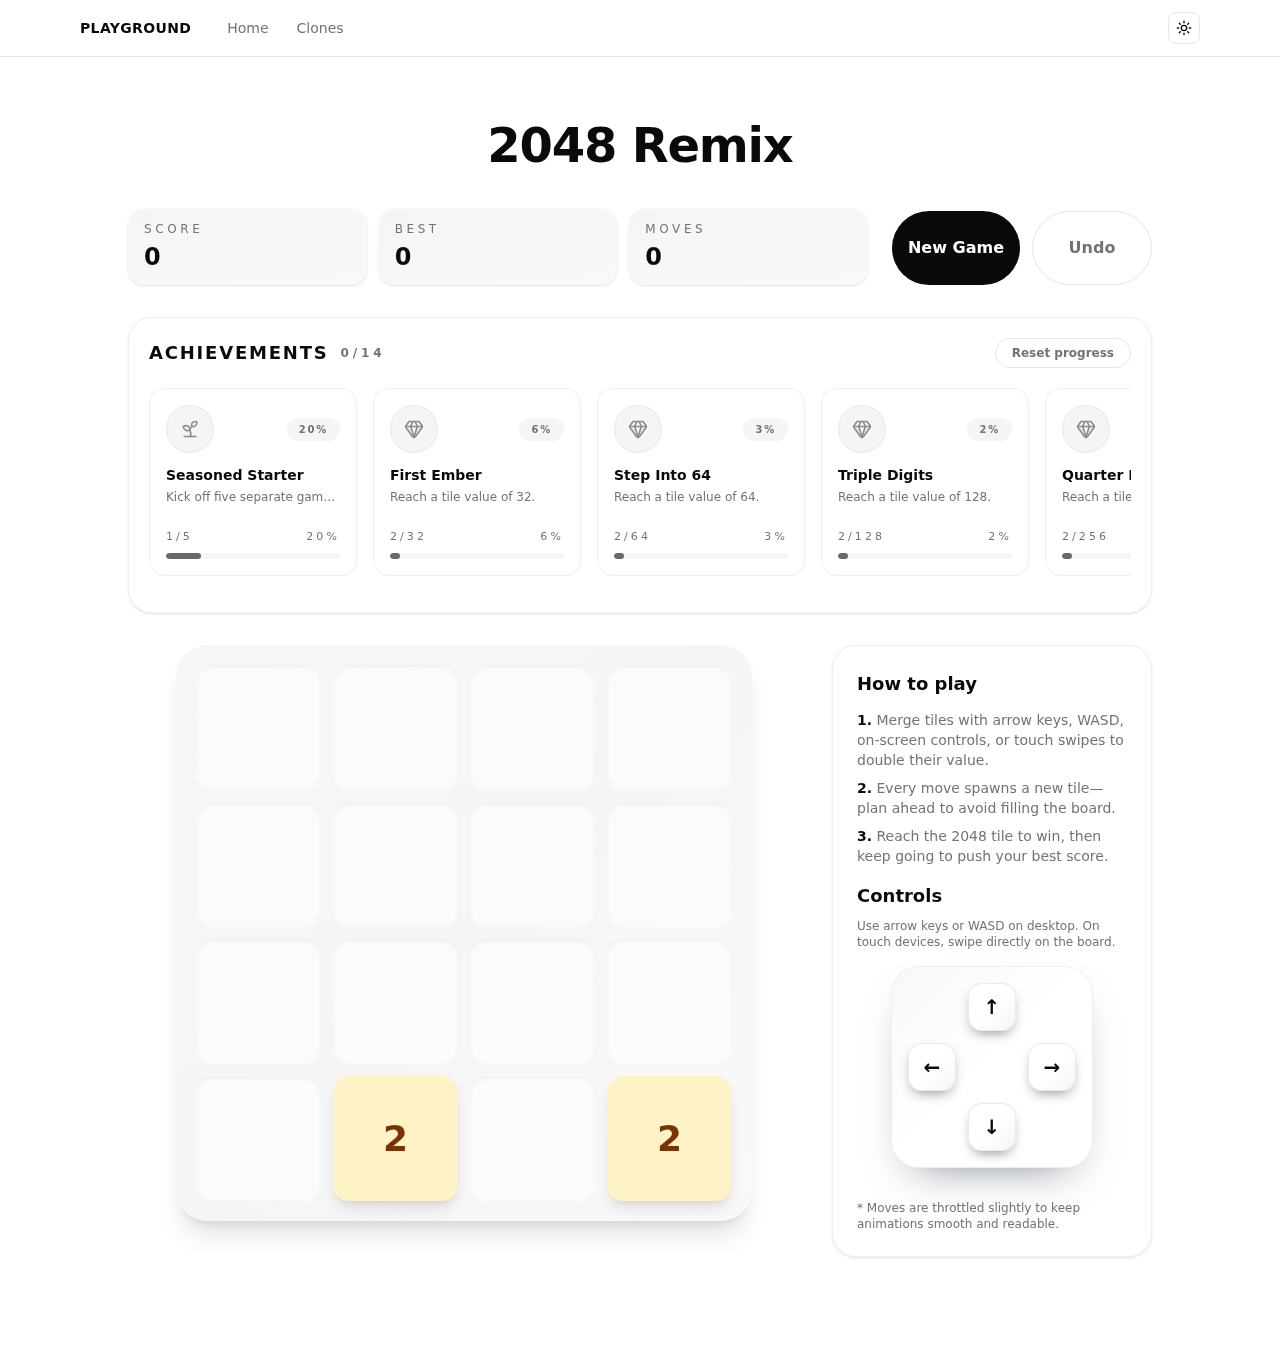 PLAYGROUND Home Clones
2048 Remix
SCORE
0
BEST
0
MOVES
0
New Game
Undo
ACHIEVEMENTS 0/14
Reset progress
20%
Seasoned Starter
Kick off five separate gam...
1/5 20%
6%
First Ember
Reach a tile value of 32.
2/32 6%
3%
Step Into 64
Reach a tile value of 64.
2/64 3%
2%
Triple Digits
Reach a tile value of 128.
2/128 2%
Quarter
Reach a tile
2/256
2 2
How to play
1. Merge tiles with arrow keys, WASD,
on-screen controls, or touch swipes to
double their value.
2. Every move spawns a new tile—
plan ahead to avoid filling the board.
3. Reach the 2048 tile to win, then
keep going to push your best score.
Controls
Use arrow keys or WASD on desktop. On
touch devices, swipe directly on the board.
↑
← →
↓
* Moves are throttled slightly to keep
animations smooth and readable.